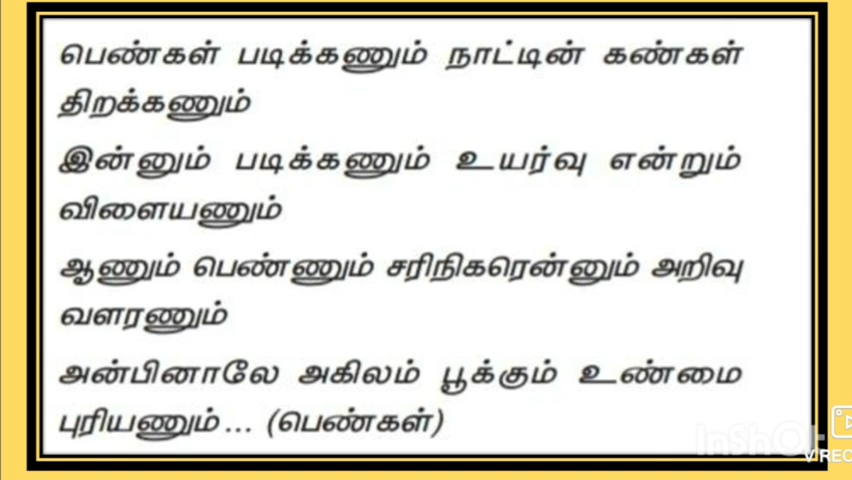 பெண்கள் படிக்கணும் நாட்டின் கண்கள்
திறக்கணும்
இன்னும் படிக்கணும் உயர்வு என்றும்
விளையணும்
ஆணும் பெண்ணும் சரிநிகரென்னும் அறிவு
வளரணும்
அன்பினாலே அகிலம் பூக்கும் உண்மை
புரியணும்... (பெண்கள்)
InShOt